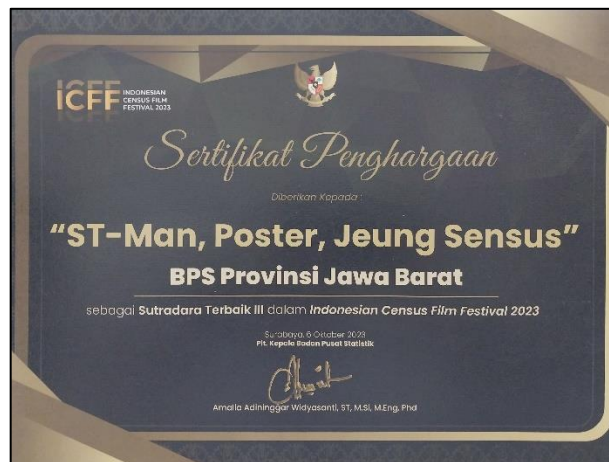 ICFF INDONESIAN
CENSUS FILM
FESTIVAL 2023
Sertifikat Penghargaan
Diberikan Kepada :
“ST-Man, Poster, Jeung Sensus”
BPS Provinsi Jawa Barat
sebagai Sutradara Terbaik III dalam Indonesian Census Film Festival 2023
Surabaya, 6 Oktober 2023
Plt. Kepala Badan Pusat Statistik
Amalia Adininggar Widyasanti, ST, M.Si, M.Eng, Phd